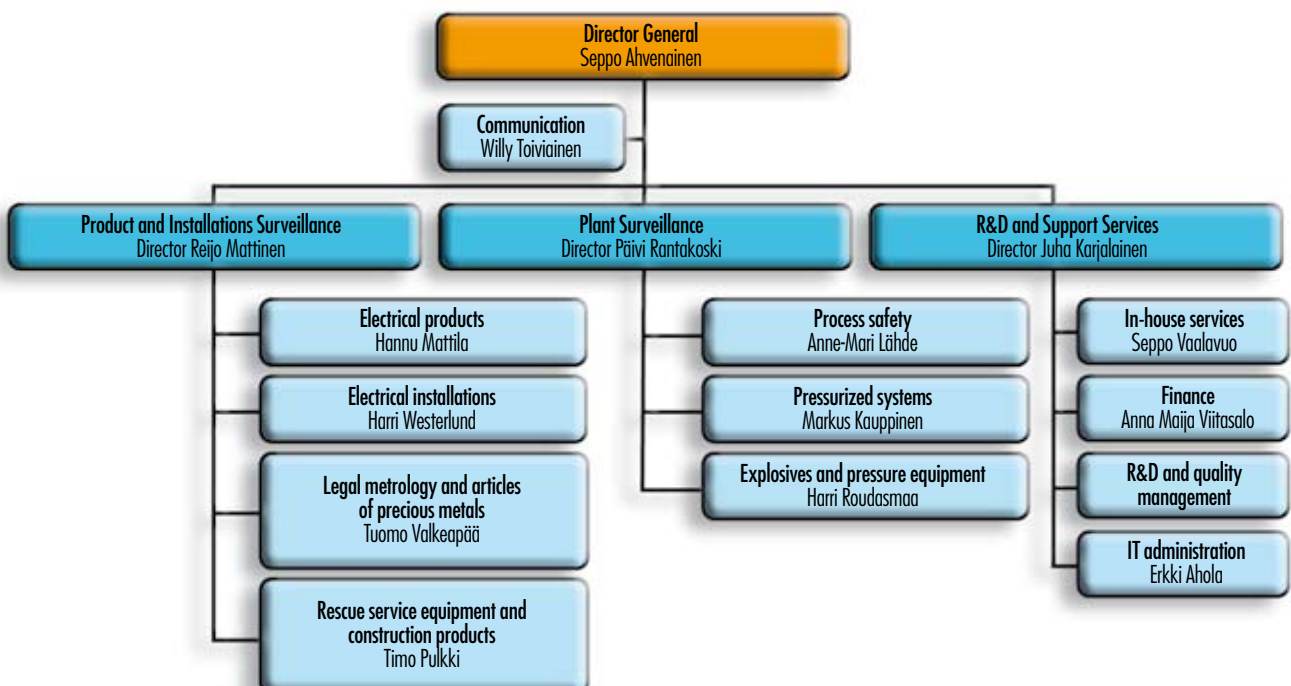 Director General
Seppo Ahvenainen
Communication
Willy Toiviainen
Product and Installations Surveillance
Director Reijo Mattinen
Plant Surveillance
Director Päivi Rantakoski
R&D and Support Services
Director Juha Karjalainen
Electrical products
Hannu Mattila
Electrical installations
Harri Westerlund
Legal metrology and articles
of precious metals
Tuomo Valkeapää
Rescue service equipment and
construction products
Timo Pulkki
Process safety
Anne-Mari Lähde
Pressurized systems
Markus Kauppinen
Explosives and pressure equipment
Harri Roudasmaa
In-house services
Seppo Vaalavuo
Finance
Anna Maija Viitasalo
R&D and quality
management
IT administration
Erkki Ahola